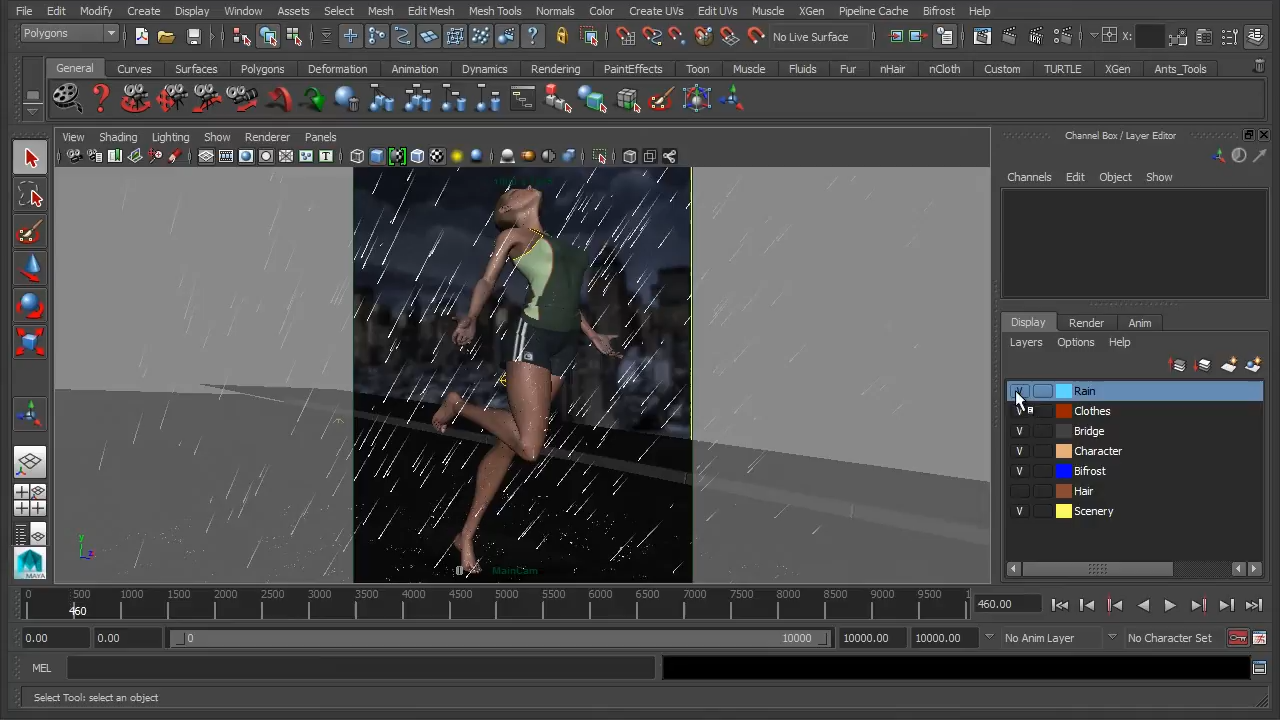 File Edit Modify Create Display Window Assets Select Mesh Edit Mesh Mesh Tools Normals Color Create UVs Edit UVs Muscle XGen Pipeline Cache Bifrost Help
Polygons No Live Surface X:
General Curves Surfaces Polygons Deformation Animation Dynamics Rendering PaintEffects Toon Muscle Fluids Fur nHair nCloth Custom TURTLE XGen Ants_Tools
View Shading Lighting Show Renderer Panels
Channel Box / Layer Editor
Channels Edit Object Show
Display Render Anim
Layers Options Help
V Rain
V Clothes
V Bridge
V Character
V Bifrost
Hair
V Scenery
y
z
MainCam
MAYA
0 500 1000 1500 2000 2500 3000 3500 4000 4500 5000 5500 6000 6500 7000 7500 8000 8500 9000 9500 1
460
460.00
0.00 0.00 0 10000 10000.00 10000.00 No Anim Layer No Character Set
MEL
Select Tool: select an object